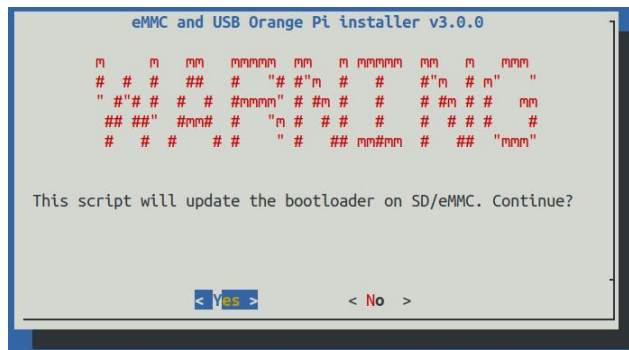 eMMC and USB Orange Pi installer v3.0.0
WARNING
This script will update the bootloader on SD/eMMC. Continue?
< Yes >
< No >